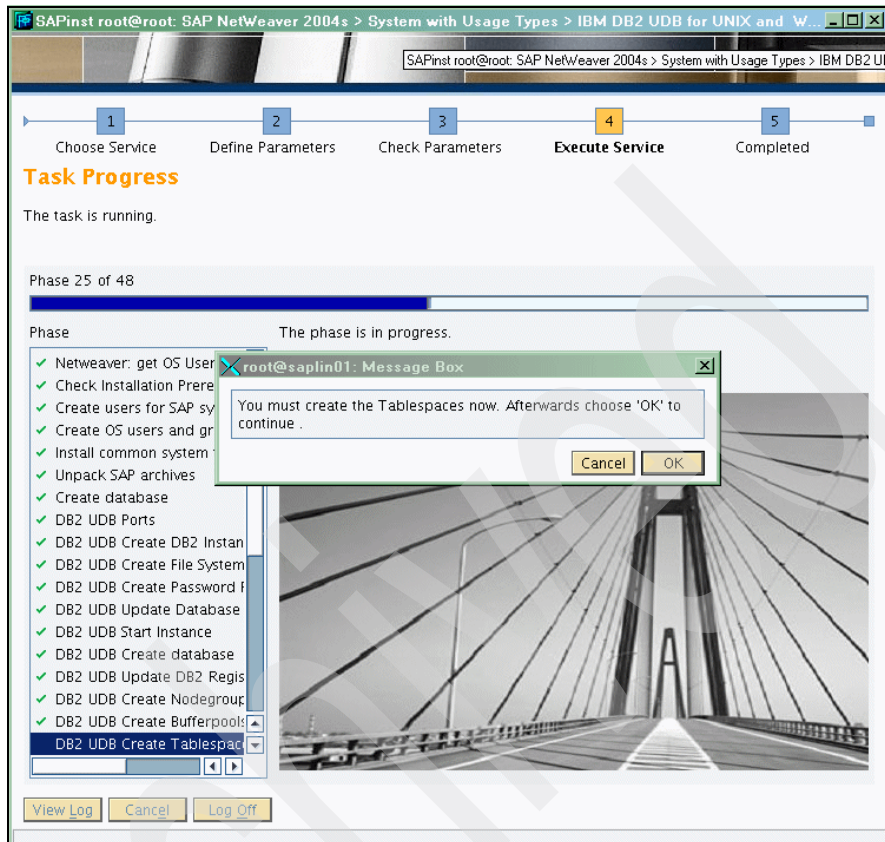 SAPinst root@root: SAP NetWeaver 2004s > System with Usage Types > IBM DB2 UDB for UNIX and W...
SAPinst root@root: SAP NetWeaver 2004s > System with Usage Types > IBM DB2 U
1
2
3
4
5
Choose Service
Define Parameters
Check Parameters
Execute Service
Completed
Task Progress
The task is running.
Phase 25 of 48
Phase
The phase is in progress.
Netweaver: get OS User
Check Installation Prere
Create users for SAP sy
Create OS users and gr
Install common system
Unpack SAP archives
Create database
DB2 UDB Ports
DB2 UDB Create DB2 Instan
DB2 UDB Create File System
DB2 UDB Create Password F
DB2 UDB Update Database
DB2 UDB Start Instance
DB2 UDB Create database
DB2 UDB Update DB2 Regis
DB2 UDB Create Nodegroup
DB2 UDB Create Bufferpools
DB2 UDB Create Tablespac
root@saplin01: Message Box
You must create the Tablespaces now. Afterwards choose 'OK' to
continue .
Cancel
OK
View Log
Cancel
Log Off